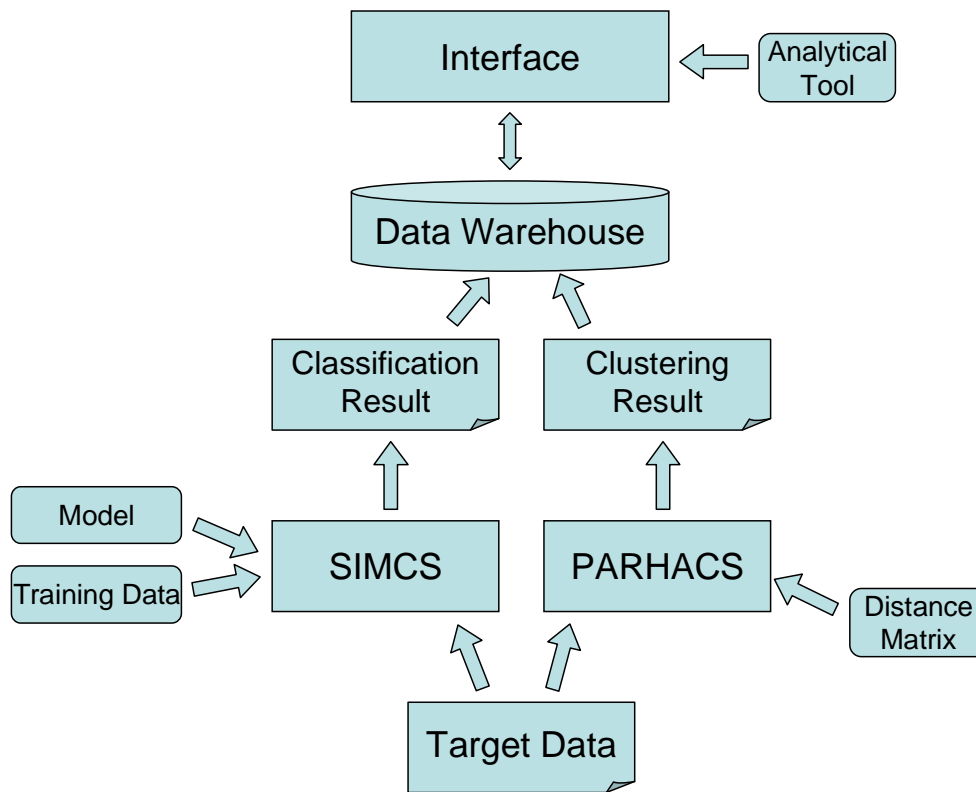 Interface
Analytical
Tool
Data Warehouse
Classification
Result
Clustering
Result
Model
Training Data
SIMCS
PARHACS
Distance
Matrix
Target Data